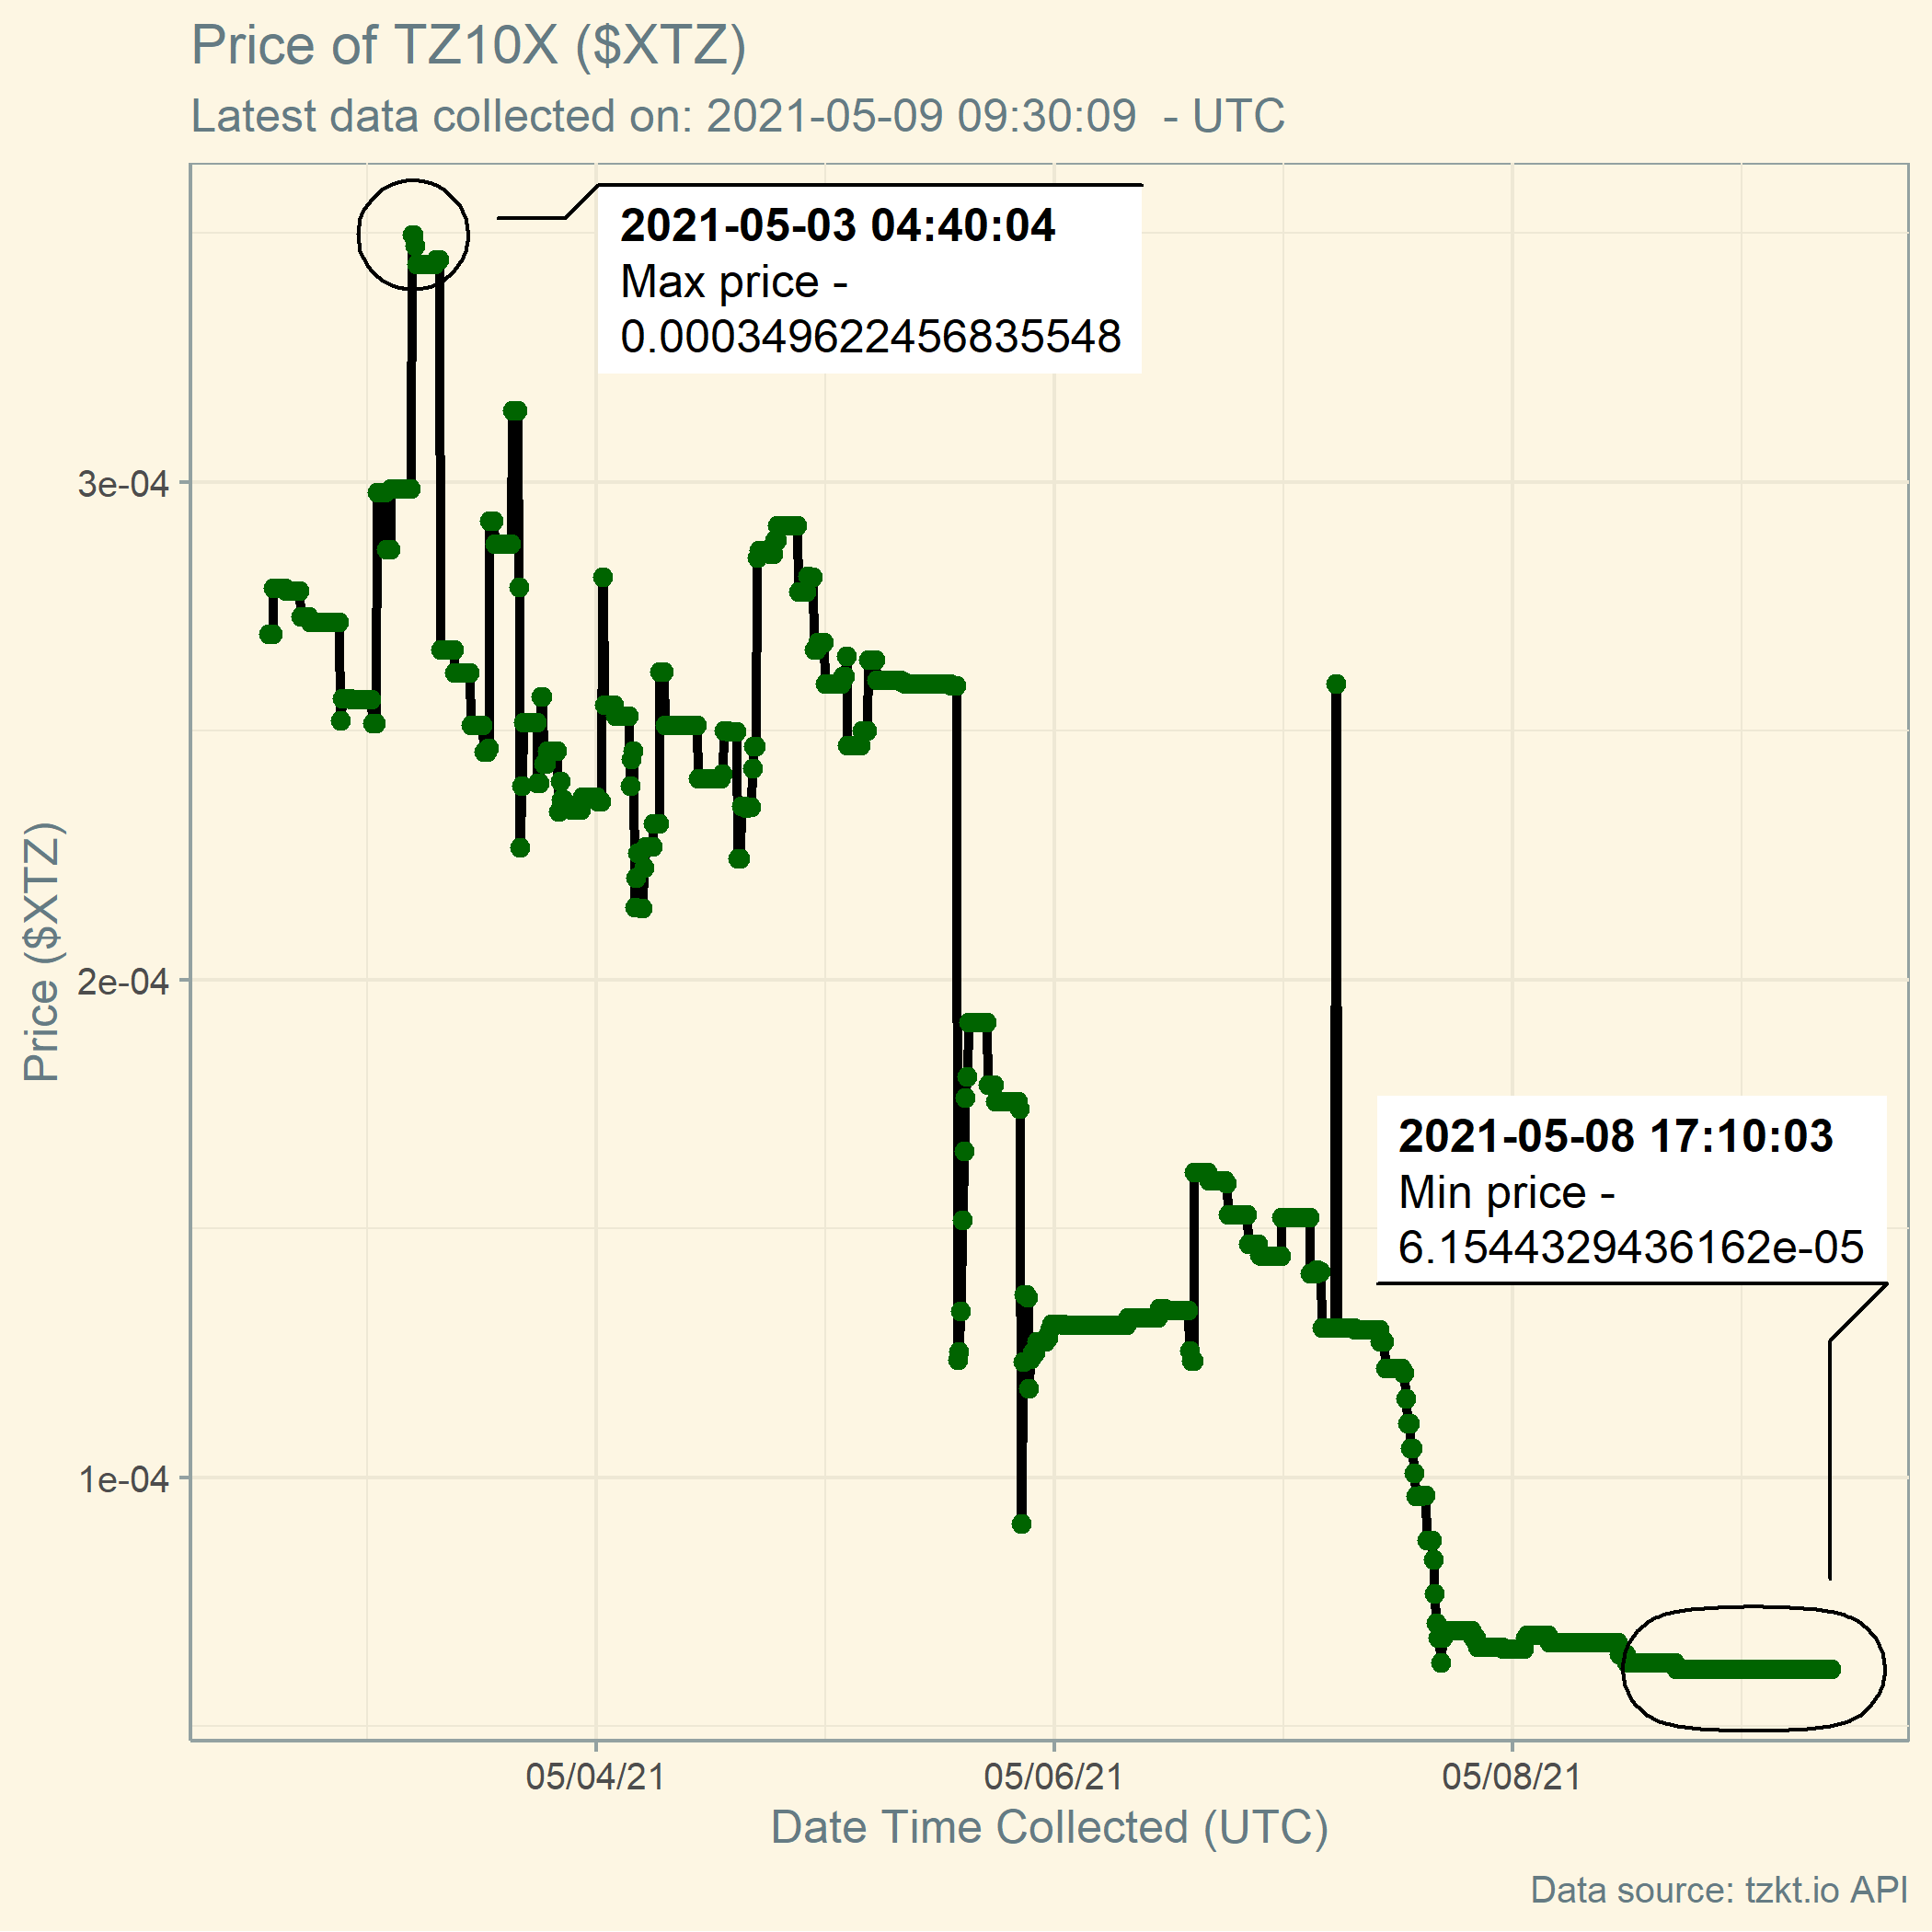 Price of TZ10X ($XTZ)
Latest data collected on: 2021-05-09 09:30:09  - UTC
2021-05-03 04:40:04
Max price -
0.000349622456835548
3e-04
2e-04
1e-04
Price ($XTZ)
2021-05-08 17:10:03
Min price -
6.1544329436162e-05
05/04/21
05/06/21
05/08/21
Date Time Collected (UTC)
Data source: tzkt.io API